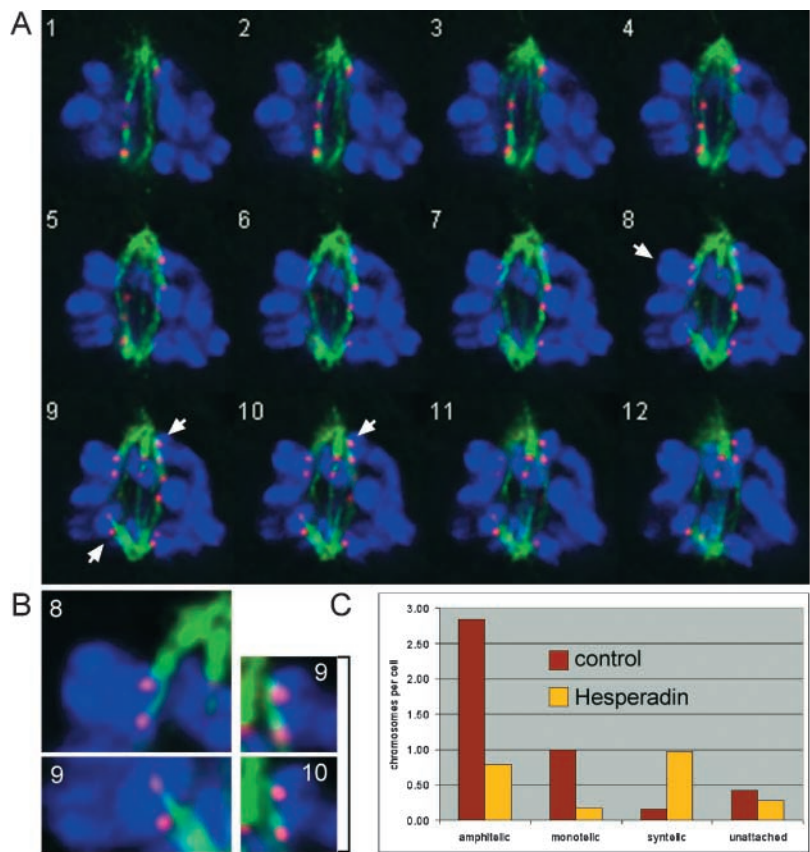 A
1 2 3 4
5 6 7 8
9 10 11 12
B
8
9
9
10
C
3.00
2.50
2.00
1.50
1.00
0.50
0.00
chromosomes per cell
control
Hesperadin
amphitelic monotelic syntelic unattached